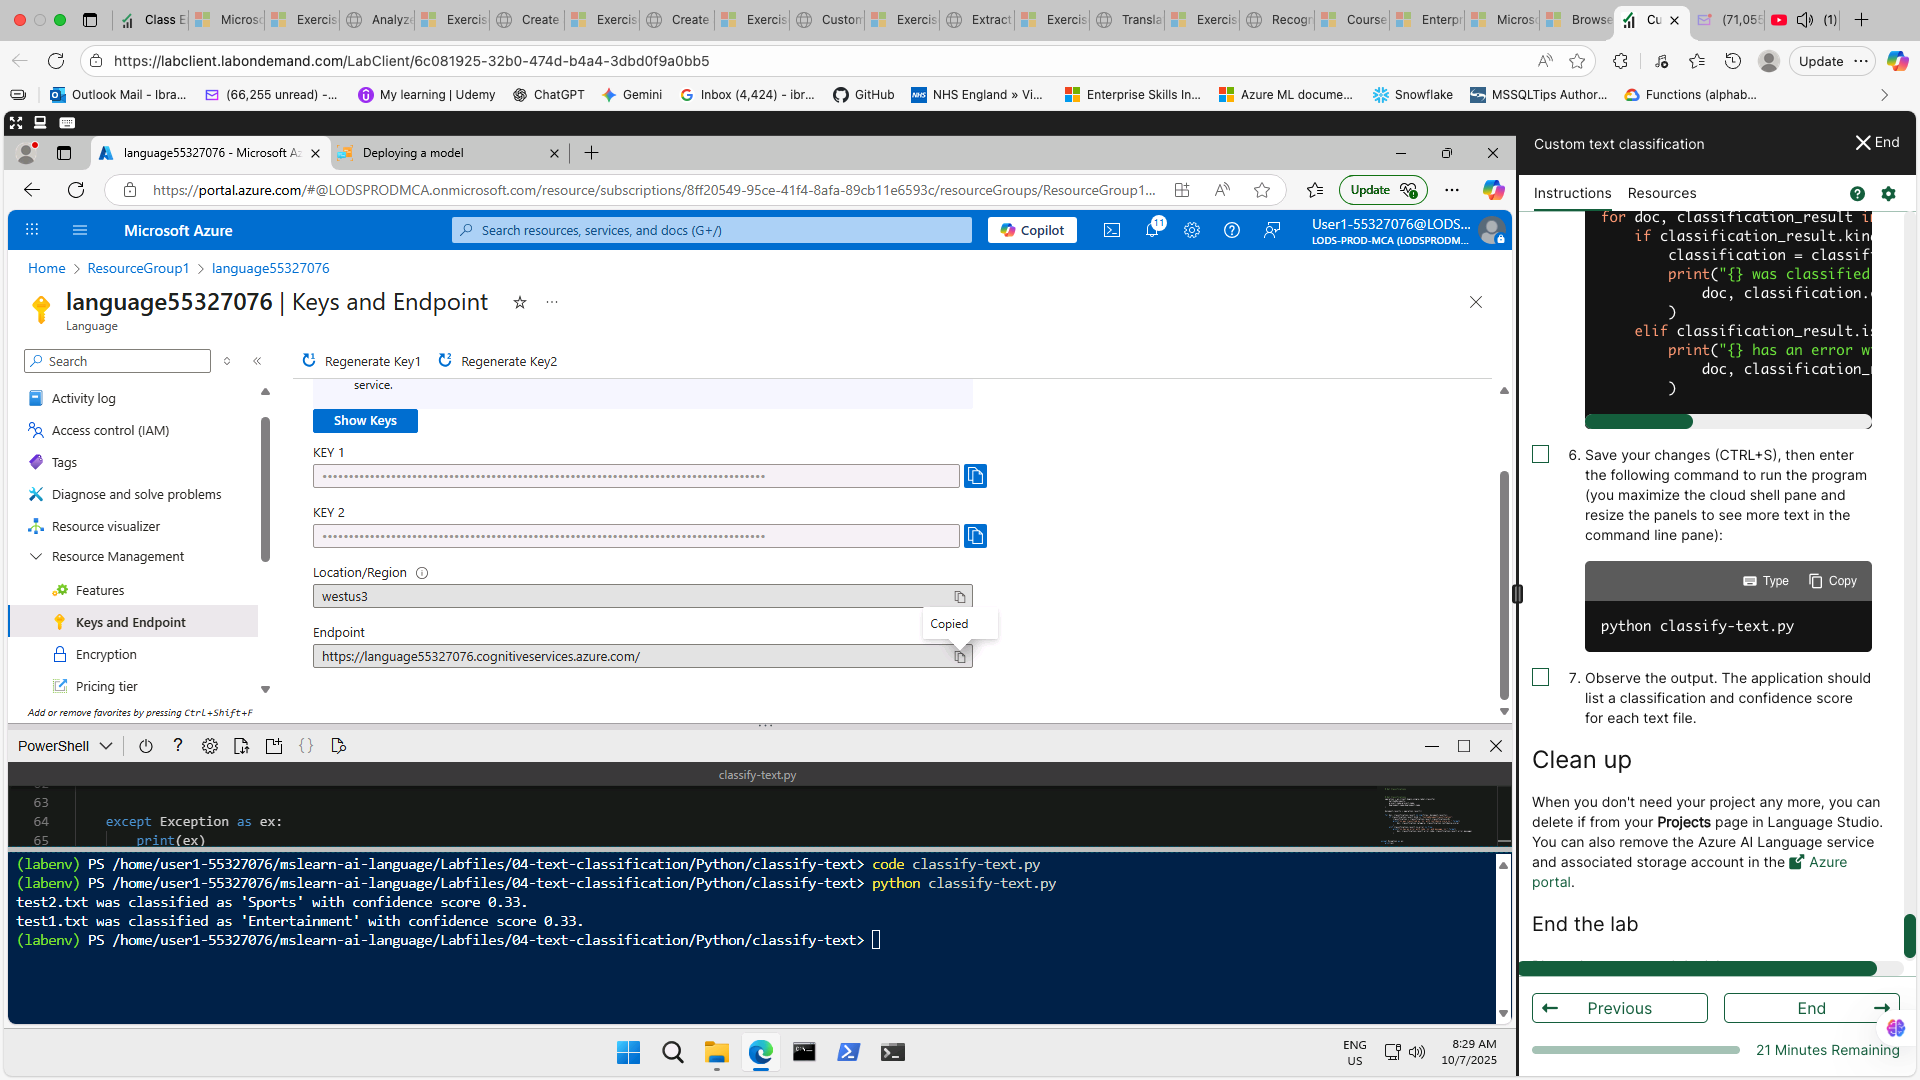 Class E
Micros
Exercis
Analyz
Exercis
Create
Exercis
Create
Exercis
Custom
Exercis
Extract
Exercis
Transla
Exercis
Recogn
Course
Enterpr
Micros
Browse
Cu
(71,055
(1)
https://labclient.labondemand.com/LabClient/6c081925-32b0-474d-b4a4-3dbd0f9a0bb5
Update
Outlook Mail - Ibra...
(66,255 unread) -...
My learning | Udemy
ChatGPT
Gemini
Inbox (4,424) - ibr...
GitHub
NHS England » Vi...
Enterprise Skills In...
Azure ML docume...
Snowflake
MSSQLTips Author...
Functions (alphab...
language55327076 - Microsoft Az
Deploying a model
https://portal.azure.com/#@LODSPRODMCA.onmicrosoft.com/resource/subscriptions/8ff20549-95ce-41f4-8afa-89cb11e6593c/resourceGroups/ResourceGroup1...
Update
Microsoft Azure
Search resources, services, and docs (G+/)
Copilot
11
User1-55327076@LODS...
LODS-PROD-MCA (LODSPRODM...
Home > ResourceGroup1 > language55327076
language55327076 | Keys and Endpoint
Language
Search
Regenerate Key1
Regenerate Key2
Activity log
Access control (IAM)
Tags
Diagnose and solve problems
Resource visualizer
Resource Management
Features
Keys and Endpoint
Encryption
Pricing tier
Add or remove favorites by pressing Ctrl+Shift+F
service.
Show Keys
KEY 1
KEY 2
Location/Region
westus3
Copied
Endpoint
https://language55327076.cognitiveservices.azure.com/
PowerShell
classify-text.py
63
64 except Exception as ex:
65 print(ex)
(labenv) PS /home/user1-55327076/mslearn-ai-language/Labfiles/04-text-classification/Python/classify-text> code classify-text.py
(labenv) PS /home/user1-55327076/mslearn-ai-language/Labfiles/04-text-classification/Python/classify-text> python classify-text.py
test2.txt was classified as 'Sports' with confidence score 0.33.
test1.txt was classified as 'Entertainment' with confidence score 0.33.
(labenv) PS /home/user1-55327076/mslearn-ai-language/Labfiles/04-text-classification/Python/classify-text>
ENG
US
8:29 AM
10/7/2025
Custom text classification
End
Instructions
Resources
for doc, classification_result i
if classification_result.kin
classification = classif
print("{} was classified
doc, classification.
)
elif classification_result.is
print("{} has an error w
doc, classification_
)
6. Save your changes (CTRL+S), then enter
the following command to run the program
(you maximize the cloud shell pane and
resize the panels to see more text in the
command line pane):
Type
Copy
python classify-text.py
7. Observe the output. The application should
list a classification and confidence score
for each text file.
Clean up
When you don't need your project any more, you can
delete if from your Projects page in Language Studio.
You can also remove the Azure AI Language service
and associated storage account in the Azure
portal.
End the lab
Previous
End
21 Minutes Remaining